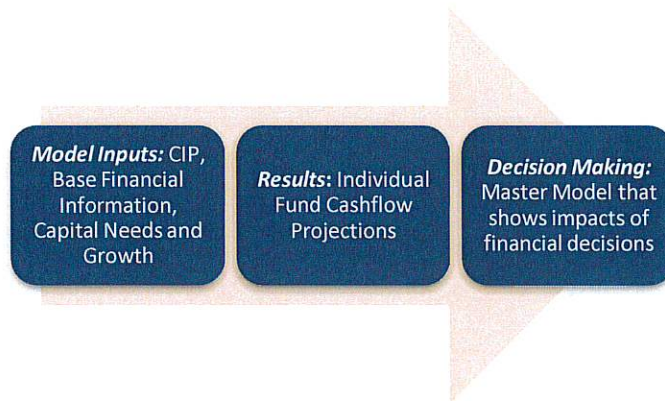 Model Inputs: CIP,
Base Financial
Information,
Capital Needs and
Growth
Results: Individual
Fund Cashflow
Projections
Decision Making:
Master Model that
shows impacts of
financial decisions